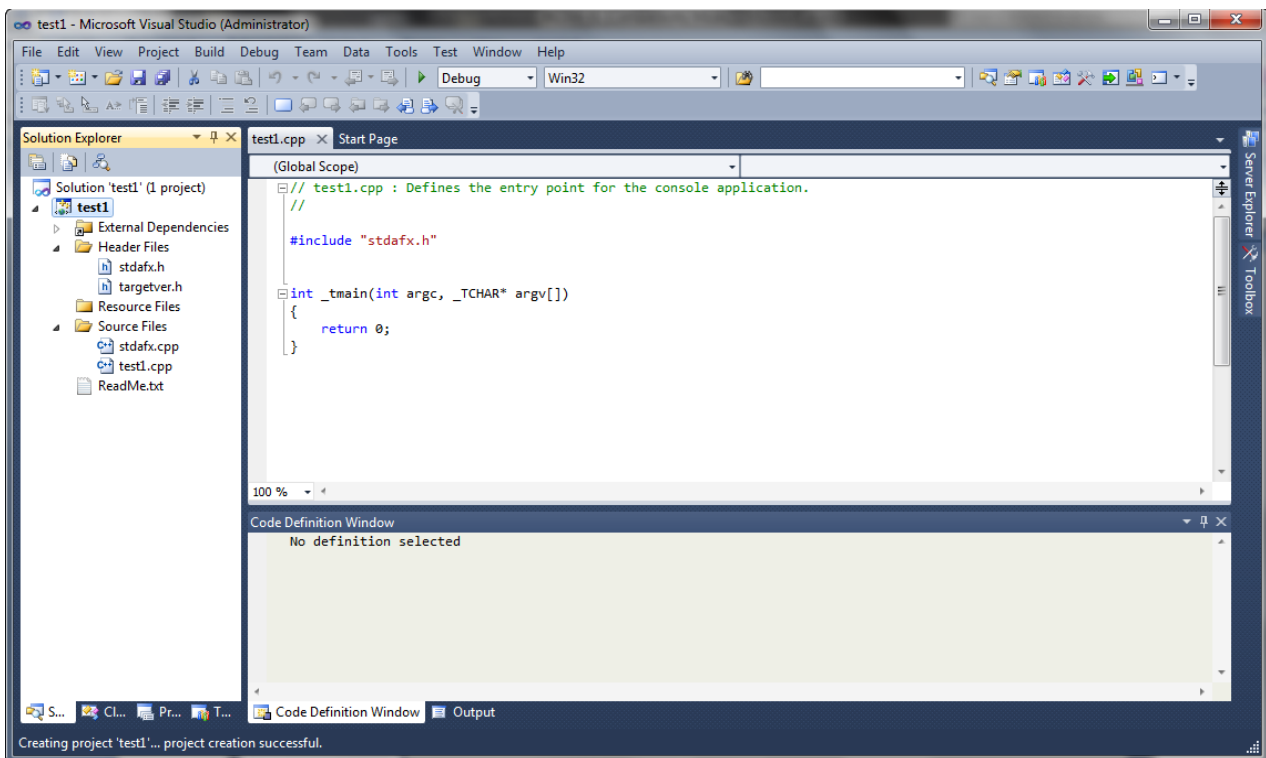 test1 - Microsoft Visual Studio (Administrator)
File Edit View Project Build Debug Team Data Tools Test Window Help
Debug Win32
Solution Explorer
Solution 'test1' (1 project)
test1
External Dependencies
Header Files
stdafx.h
targetver.h
Resource Files
Source Files
stdafx.cpp
test1.cpp
ReadMe.txt
S... Cl... Pr... T...
test1.cpp Start Page
(Global Scope)
// test1.cpp : Defines the entry point for the console application.
//
#include "stdafx.h"
int _tmain(int argc, _TCHAR* argv[])
{
return 0;
}
100 %
Code Definition Window
No definition selected
Code Definition Window Output
Server Explorer
Toolbox
Creating project 'test1'... project creation successful.